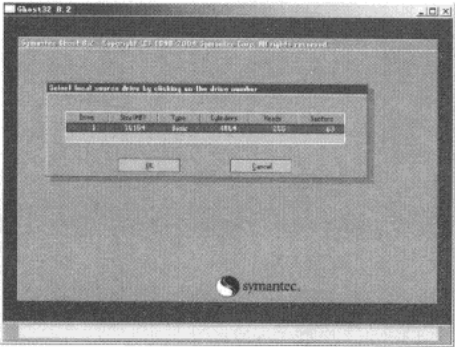 Ghost32 8.2
Symantec Ghost 8.2 Copyright (C) 1998-2004 Symantec Corp. All rights reserved.
Select local source drive by clicking on the drive number
Drive Size(MB) Type Cylinders Heads Sectors
1 Basic 255 63
OK Cancel
symantec.